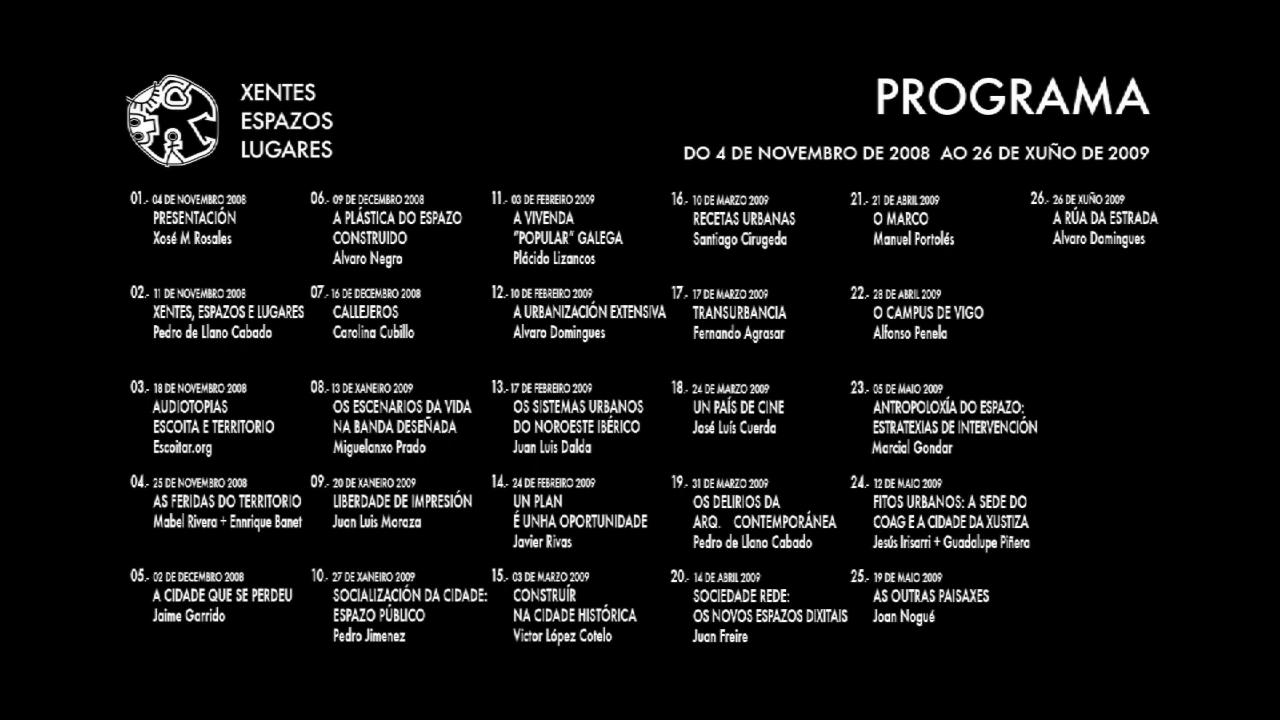 XENTES
ESPAZOS
LUGARES
PROGRAMA
DO 4 DE NOVEMBRO DE 2008 AO 26 DE XUÑO DE 2009
01.- 04 DE NOVEMBRO 2008
PRESENTACIÓN
Xosé M Rosales
02.- 11 DE NOVEMBRO 2008
XENTES, ESPAZOS E LUGARES
Pedro de Llano Cabado
03.- 18 DE NOVEMBRO 2008
AUDIOTOPIAS
ESCOITA E TERRITORIO
Escoitar.org
04.- 25 DE NOVEMBRO 2008
AS FERIDAS DO TERRITORIO
Mabel Rivera + Ennrique Banet
05.- 02 DE DECEMBRO 2008
A CIDADE QUE SE PERDEU
Jaime Garrido
06.- 09 DE DECEMBRO 2008
A PLÁSTICA DO ESPAZO
CONSTRUIDO
Alvaro Negro
07.- 16 DE DECEMBRO 2008
CALLEJEROS
Carolina Cubillo
08.- 13 DE XANEIRO 2009
OS ESCENARIOS DA VIDA
NA BANDA DESEÑADA
Miguelanxo Prado
09.- 20 DE XANEIRO 2009
LIBERDADE DE IMPRESIÓN
Juan Luis Moraza
10.- 27 DE XANEIRO 2009
SOCIALIZACIÓN DA CIDADE:
ESPAZO PÚBLICO
Pedro Jimenez
11.- 03 DE FEBREIRO 2009
A VIVENDA
"POPULAR" GALEGA
Plácido Lizancos
12.- 10 DE FEBREIRO 2009
A URBANIZACIÓN EXTENSIVA
Alvaro Domingues
13.- 17 DE FEBREIRO 2009
OS SISTEMAS URBANOS
DO NOROESTE IBÉRICO
Juan Luis Dalda
14.- 24 DE FEBREIRO 2009
UN PLAN
É UNHA OPORTUNIDADE
Javier Rivas
15.- 03 DE MARZO 2009
CONSTRUÍR
NA CIDADE HISTÓRICA
Victor López Cotelo
16.- 10 DE MARZO 2009
RECETAS URBANAS
Santiago Cirugeda
17.- 17 DE MARZO 2009
TRANSURBANCIA
Fernando Agrasar
18.- 24 DE MARZO 2009
UN PAÍS DE CINE
José Luís Cuerda
19.- 31 DE MARZO 2009
OS DELIRIOS DA
ARQ. CONTEMPORÁNEA
Pedro de Llano Cabado
20.- 14 DE ABRIL 2009
SOCIEDADE REDE:
OS NOVOS ESPAZOS DIXITAIS
Juan Freire
21.- 21 DE ABRIL 2009
O MARCO
Manuel Portolés
22.- 28 DE ABRIL 2009
O CAMPUS DE VIGO
Alfonso Penela
23.- 05 DE MAIO 2009
ANTROPOLOXÍA DO ESPAZO:
ESTRATEXIAS DE INTERVENCIÓN
Marcial Gondar
24.- 12 DE MAIO 2009
FITOS URBANOS: A SEDE DO
COAG E A CIDADE DA XUSTIZA
Jesús Irisarri + Guadalupe Piñera
25.- 19 DE MAIO 2009
AS OUTRAS PAISAXES
Joan Nogué
26.- 26 DE XUÑO 2009
A RÚA DA ESTRADA
Alvaro Domingues